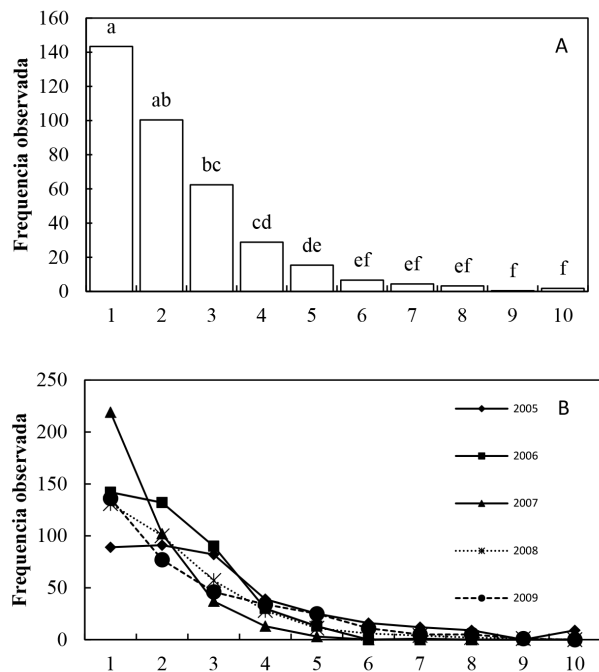 160
a
A
140
120
ab
100
80
bc
60
40
cd
20
de
ef
ef
ef
f
f
0
1 2 3 4 5 6 7 8 9 10
Frequencia observada
250
B
2005
200
2006
150
2007
100
2008
50
2009
0
1 2 3 4 5 6 7 8 9 10
Frequencia observada